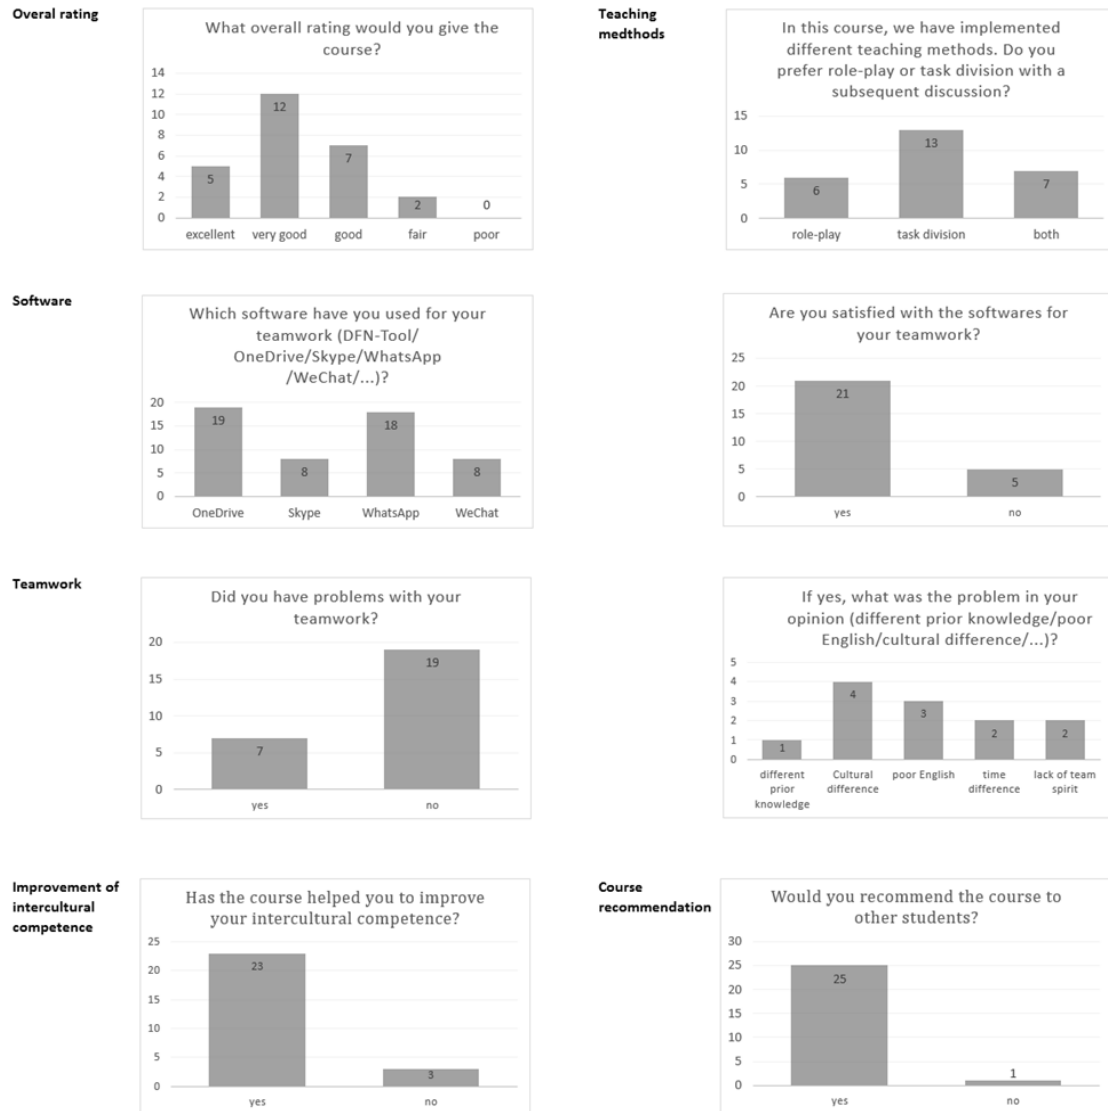 Overal rating
What overall rating would you give the
course?
14
12
10
8
6
4
2
0
5
12
7
2
0
excellent
very good
good
fair
poor
Teaching
medthods
In this course, we have implemented
different teaching methods. Do you
prefer role-play or task division with a
subsequent discussion?
15
10
5
0
6
13
7
role-play
task division
both
Software
Which software have you used for your
teamwork (DFN-Tool/
OneDrive/Skype/WhatsApp
/WeChat/...)?
20
15
10
5
0
19
8
18
8
OneDrive
Skype
WhatsApp
WeChat
Are you satisfied with the softwares for
your teamwork?
25
20
15
10
5
0
21
5
yes
no
Teamwork
Did you have problems with your
teamwork?
20
15
10
5
0
7
19
yes
no
If yes, what was the problem in your
opinion (different prior knowledge/poor
English/cultural difference/...)?
5
4
3
2
1
0
1
4
3
2
2
different
prior
knowledge
Cultural
difference
poor English
time
difference
lack of team
spirit
Improvement of
intercultural
competence
Has the course helped you to improve
your intercultural competence?
25
20
15
10
5
0
23
3
yes
no
Course
recommendation
Would you recommend the course to
other students?
30
25
20
15
10
5
0
25
1
yes
no